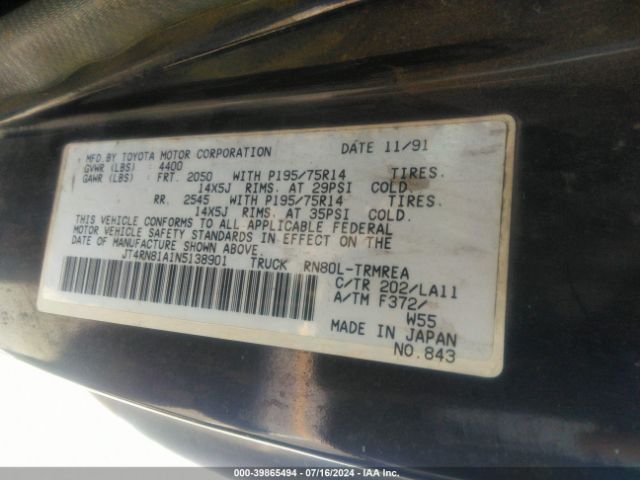 MFD.BY TOYOTA MOTOR CORPORATION DATE 11/91
GVWR (LBS) 4400
GAWR (LBS) FRT. 2050 WITH P195/75R14 TIRES.
14X5J RIMS. AT 29PSI COLD.
RR. 2545 WITH P195/75R14 TIRES.
14X5J RIMS. AT 35PSI COLD.
THIS VEHICLE CONFORMS TO ALL APPLICABLE FEDERAL
MOTOR VEHICLE SAFETY STANDARDS IN EFFECT ON THE
DATE OF MANUFACTURE SHOWN ABOVE.
JT4RN81A1N5138901 TRUCK RN80L-TRMREA
C/TR 202/LA11
A/TM F372/
W55
MADE IN JAPAN
NO.843
000-39865494 - 07/16/2024 - IAA, Inc.